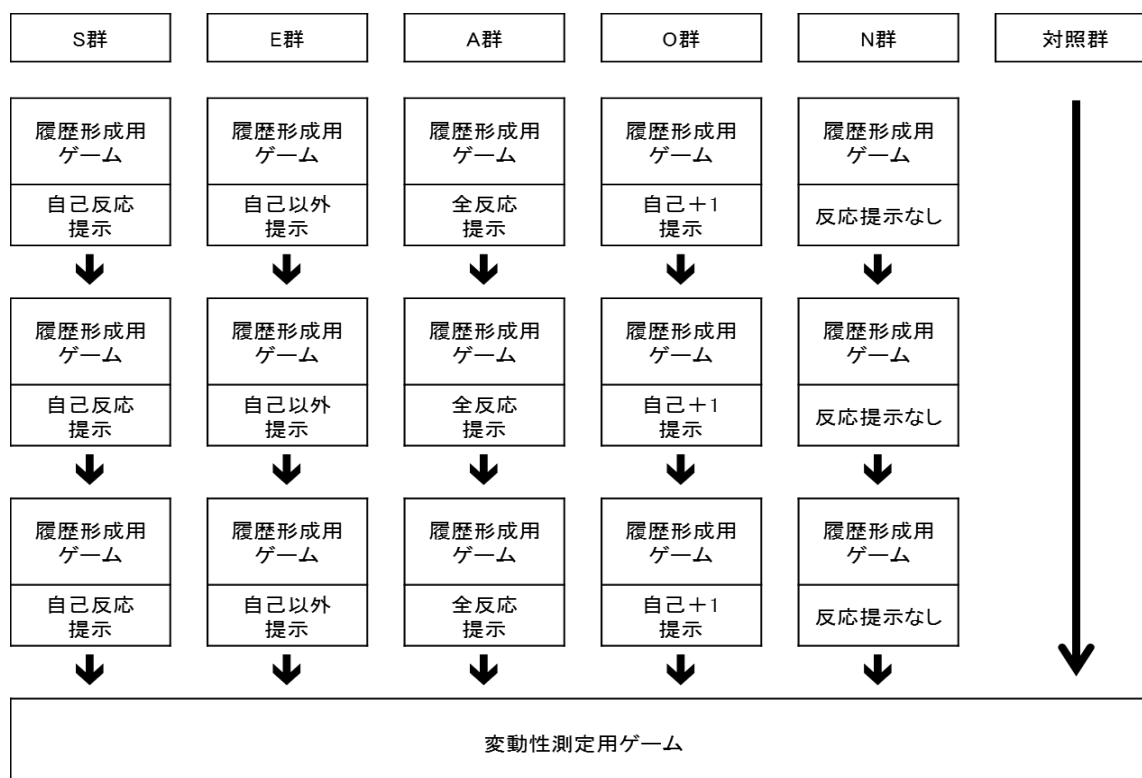 S群
E群
A群
O群
N群
対照群
履歴形成用
ゲーム
履歴形成用
ゲーム
履歴形成用
ゲーム
履歴形成用
ゲーム
履歴形成用
ゲーム
自己反応
提示
自己以外
提示
全反応
提示
自己+1
提示
反応提示なし
履歴形成用
ゲーム
履歴形成用
ゲーム
履歴形成用
ゲーム
履歴形成用
ゲーム
履歴形成用
ゲーム
自己反応
提示
自己以外
提示
全反応
提示
自己+1
提示
反応提示なし
履歴形成用
ゲーム
履歴形成用
ゲーム
履歴形成用
ゲーム
履歴形成用
ゲーム
履歴形成用
ゲーム
自己反応
提示
自己以外
提示
全反応
提示
自己+1
提示
反応提示なし
変動性測定用ゲーム